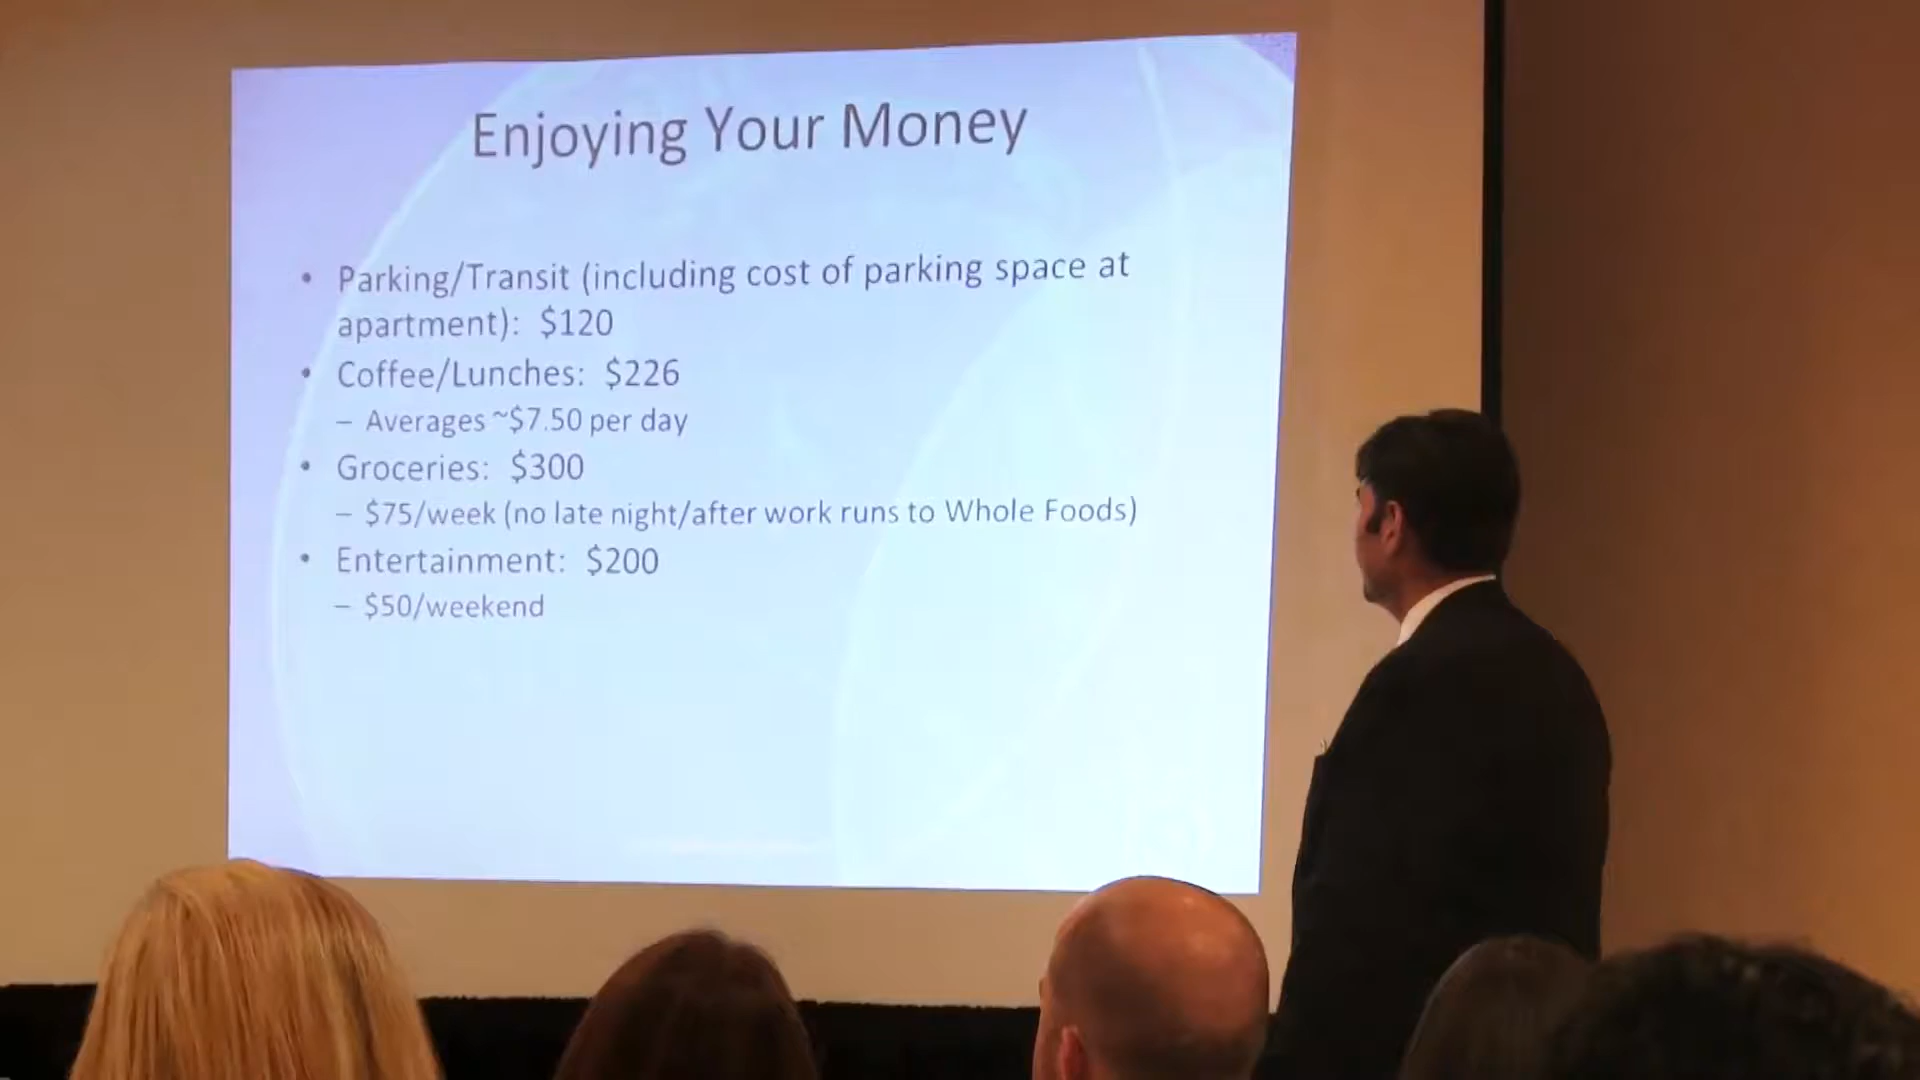 Enjoying Your Money
• Parking/Transit (including cost of parking space at
apartment): $120
• Coffee/Lunches: $226
– Averages ~$7.50 per day
• Groceries: $300
– $75/week (no late night/after work runs to Whole Foods)
• Entertainment: $200
– $50/weekend